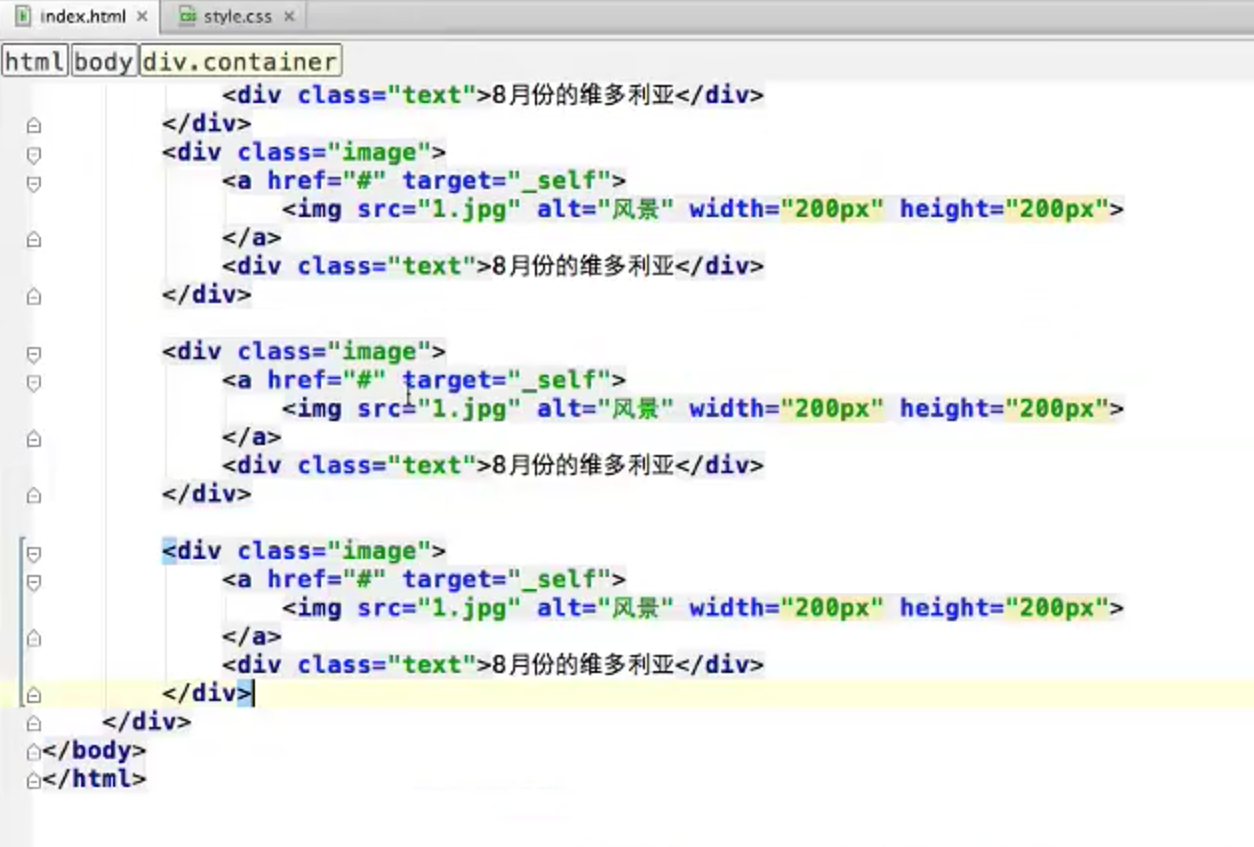 index.html style.css
html body div.container
<div class="text">8月份的维多利亚</div>
</div>
<div class="image">
<a href="#" target="_self">
<img src="1.jpg" alt="风景" width="200px" height="200px">
</a>
<div class="text">8月份的维多利亚</div>
</div>
<div class="image">
<a href="#" target="_self">
<img src="1.jpg" alt="风景" width="200px" height="200px">
</a>
<div class="text">8月份的维多利亚</div>
</div>
<div class="image">
<a href="#" target="_self">
<img src="1.jpg" alt="风景" width="200px" height="200px">
</a>
<div class="text">8月份的维多利亚</div>
</div>
</div>
</body>
</html>